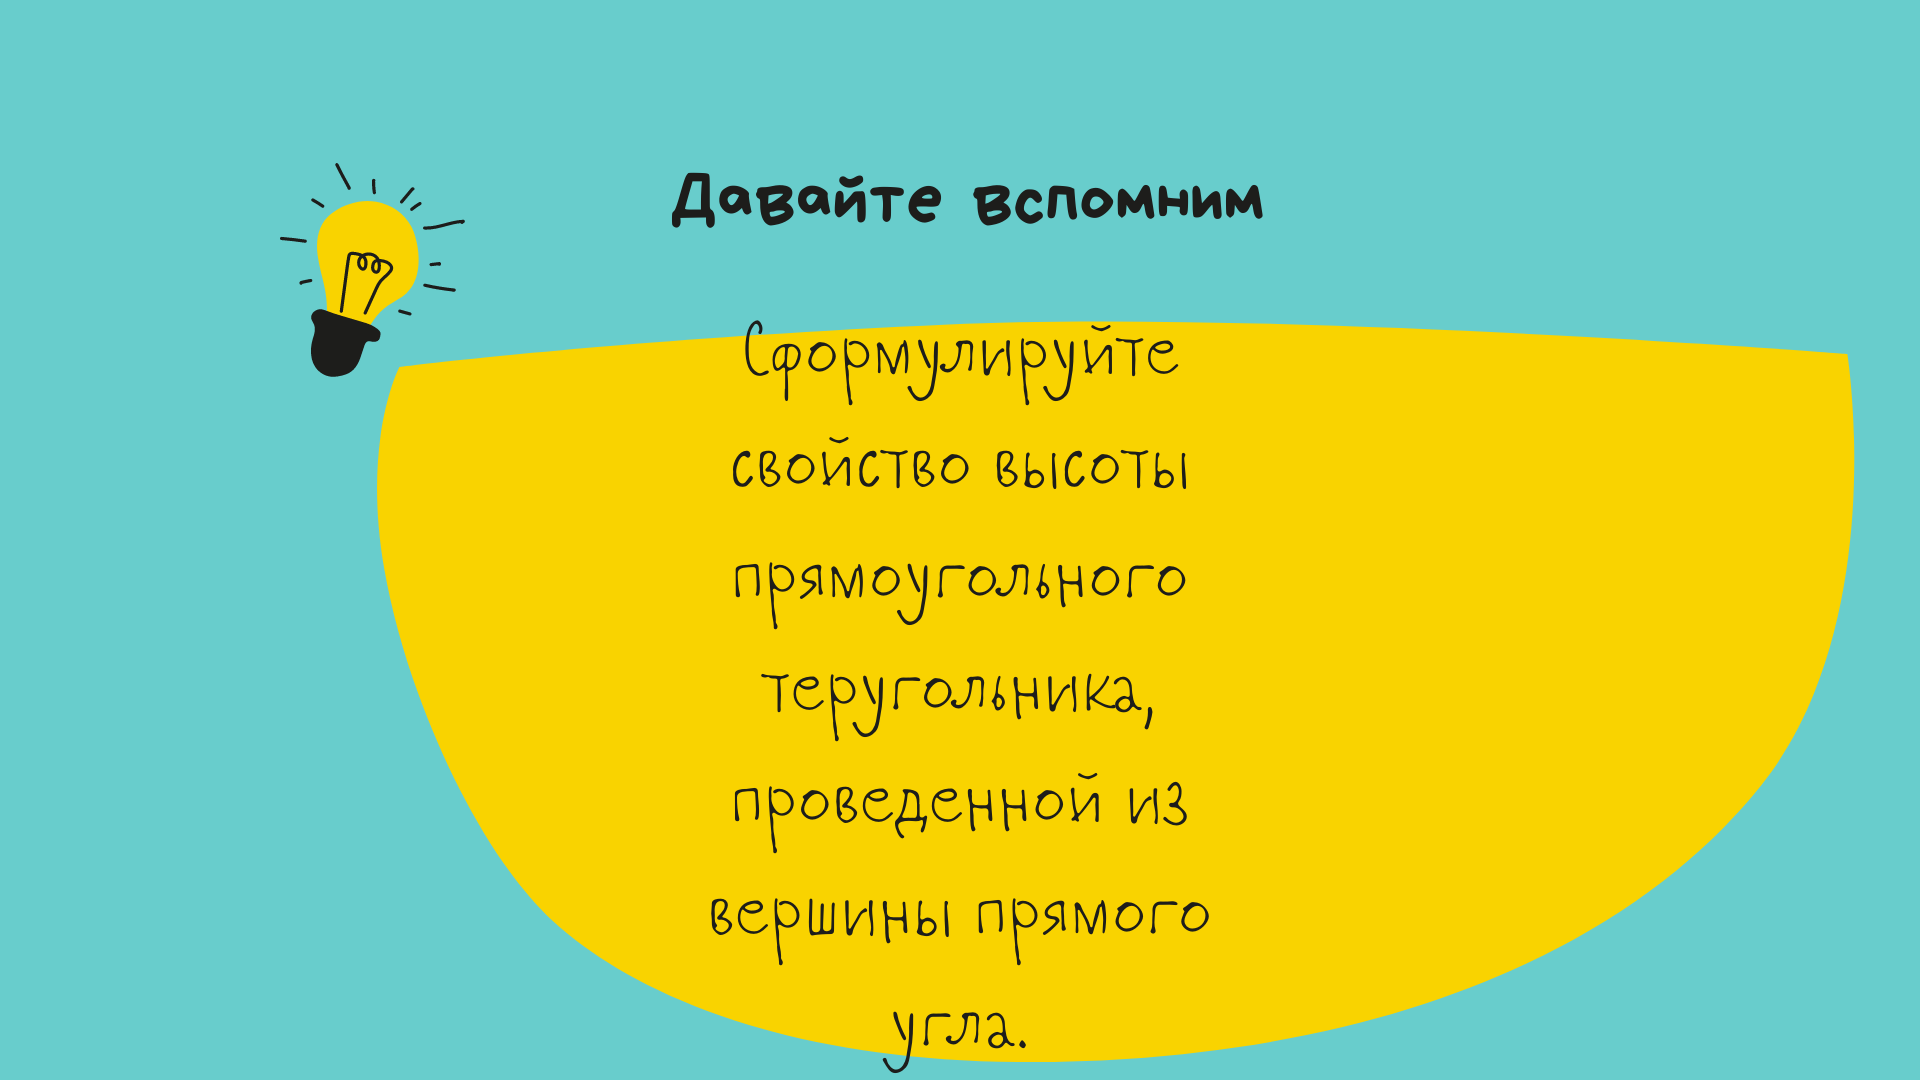 Давайте вспомним
Сформулируйте
свойство высоты
прямоугольного
теругольника,
проведенной из
вершины прямого
угла.